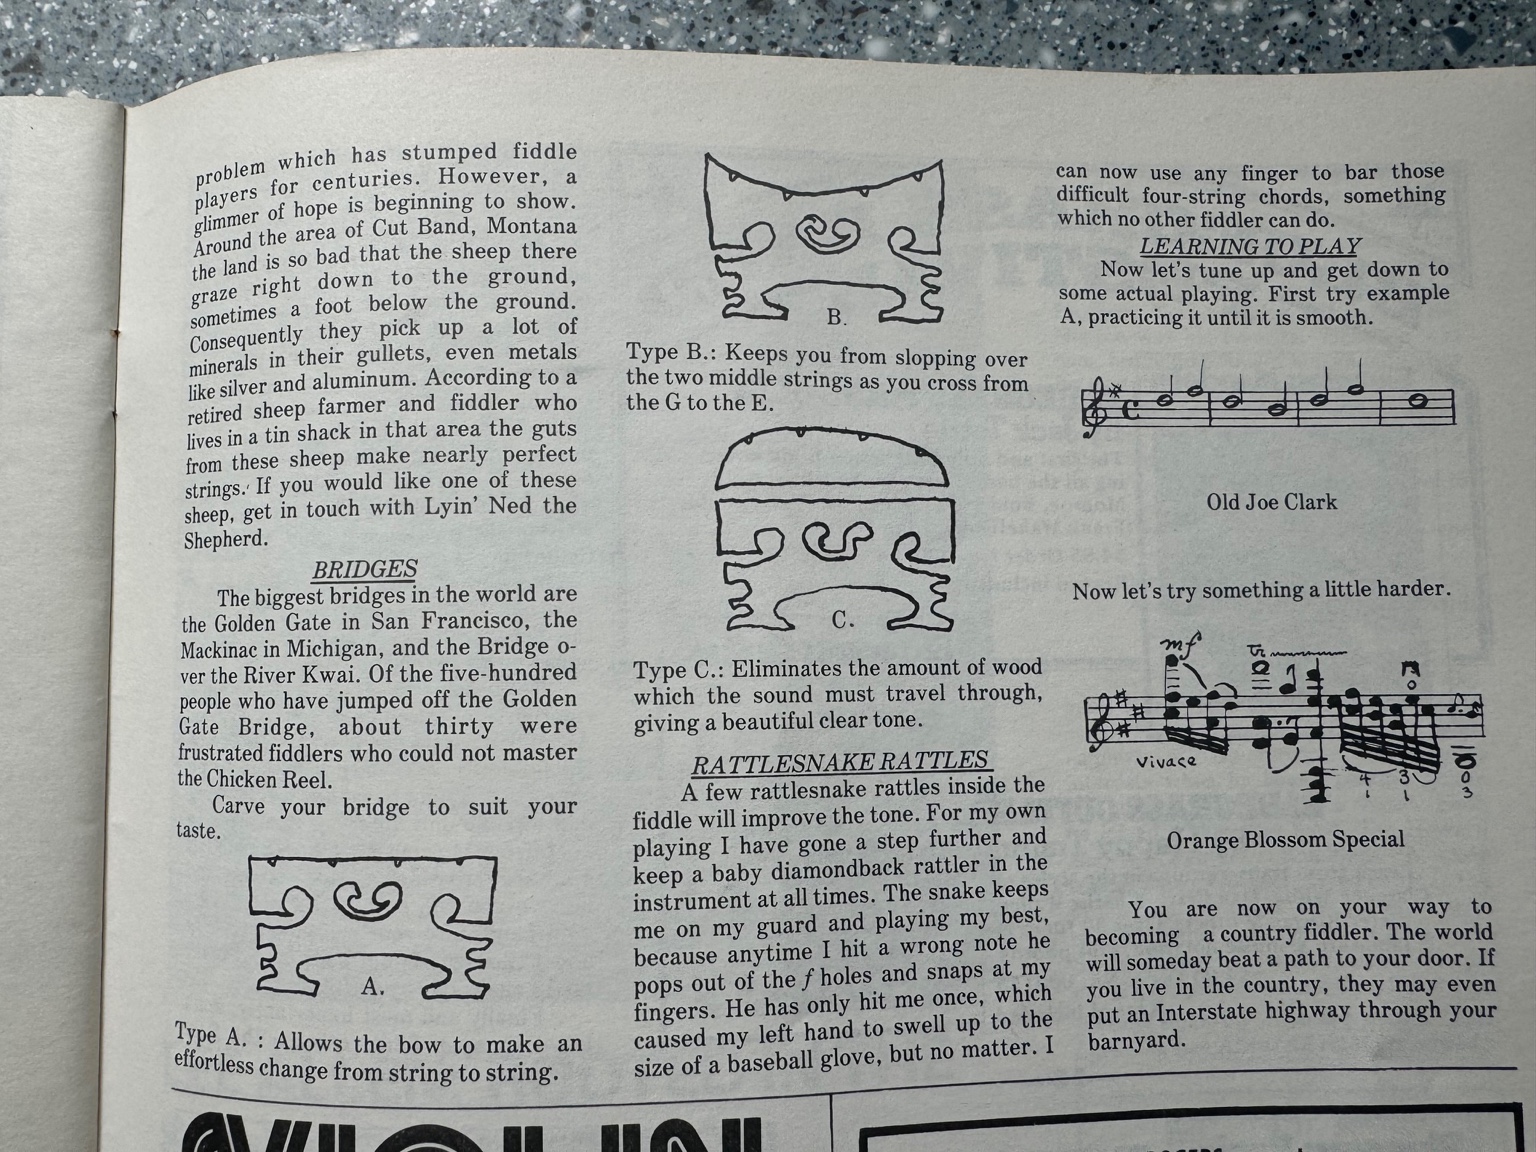 problem which has stumped fiddle
players for centuries. However, a
glimmer of hope is beginning to show.
Around the area of Cut Band, Montana
the land is so bad that the sheep there
graze right down to the ground,
sometimes a foot below the ground.
Consequently they pick up a lot of
minerals in their gullets, even metals
like silver and aluminum. According to a
retired sheep farmer and fiddler who
lives in a tin shack in that area the guts
from these sheep make nearly perfect
strings. If you would like one of these
sheep, get in touch with Lyin' Ned the
Shepherd.
BRIDGES
The biggest bridges in the world are
the Golden Gate in San Francisco, the
Mackinac in Michigan, and the Bridge o-
ver the River Kwai. Of the five-hundred
people who have jumped off the Golden
Gate Bridge, about thirty were
frustrated fiddlers who could not master
the Chicken Reel.
Carve your bridge to suit your
taste.
A.
Type A. : Allows the bow to make an
effortless change from string to string.
B.
Type B.: Keeps you from slopping over
the two middle strings as you cross from
the G to the E.
C.
Type C.: Eliminates the amount of wood
which the sound must travel through,
giving a beautiful clear tone.
RATTLESNAKE RATTLES
A few rattlesnake rattles inside the
fiddle will improve the tone. For my own
playing I have gone a step further and
keep a baby diamondback rattler in the
instrument at all times. The snake keeps
me on my guard and playing my best,
because anytime I hit a wrong note he
pops out of the f holes and snaps at my
fingers. He has only hit me once, which
caused my left hand to swell up to the
size of a baseball glove, but no matter. I
can now use any finger to bar those
difficult four-string chords, something
which no other fiddler can do.
LEARNING TO PLAY
Now let's tune up and get down to
some actual playing. First try example
A, practicing it until it is smooth.
C
Old Joe Clark
Now let's try something a little harder.
mf
tr
vivace
4 3 0
1 1 3
Orange Blossom Special
You are now on your way to
becoming a country fiddler. The world
will someday beat a path to your door. If
you live in the country, they may even
put an Interstate highway through your
barnyard.
VIOLIN